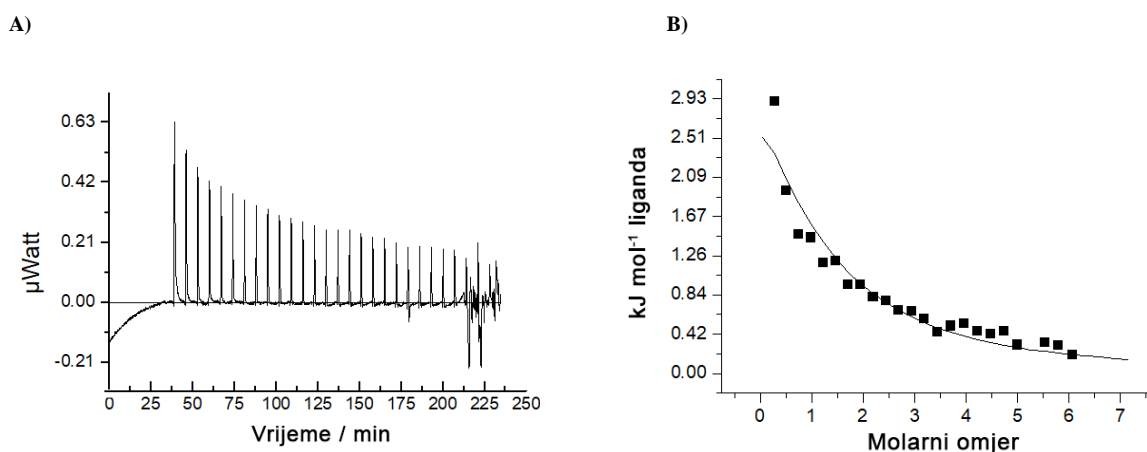 A)
B)
µWatt
0.63
0.42
0.21
0.00
-0.21
0 25 50 75 100 125 150 175 200 225 250
Vrijeme / min
kJ mol⁻¹ liganda
2.93
2.51
2.09
1.67
1.26
0.84
0.42
0.00
0 1 2 3 4 5 6 7
Molarni omjer